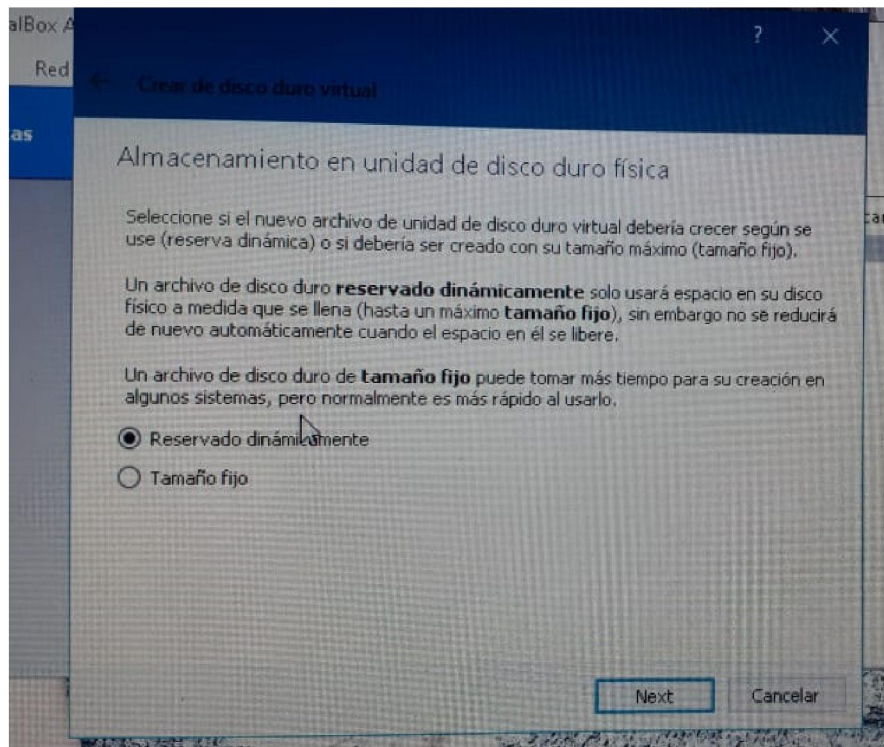 alBox A
?
Red
Crear de disco duro virtual
as
Almacenamiento en unidad de disco duro física
Seleccione si el nuevo archivo de unidad de disco duro virtual debería crecer según se
use (reserva dinámica) o si debería ser creado con su tamaño máximo (tamaño fijo).
Un archivo de disco duro reservado dinámicamente solo usará espacio en su disco
físico a medida que se llena (hasta un máximo tamaño fijo), sin embargo no se reducirá
de nuevo automáticamente cuando el espacio en él se libere.
Un archivo de disco duro de tamaño fijo puede tomar más tiempo para su creación en
algunos sistemas, pero normalmente es más rápido al usarlo.
Reservado dinámicamente
Tamaño fijo
Next
Cancelar